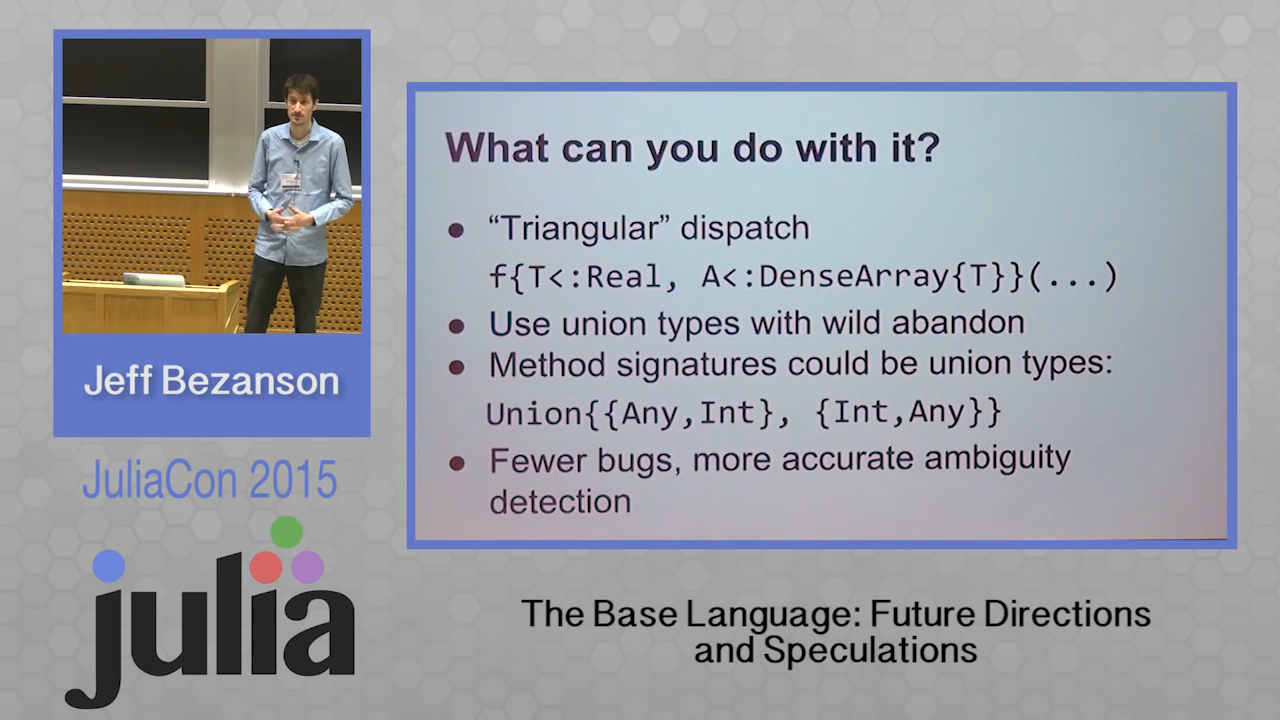 Jeff Bezanson
JuliaCon 2015
julia
What can you do with it?
● “Triangular” dispatch
f{T<:Real, A<:DenseArray{T}}(...)
● Use union types with wild abandon
● Method signatures could be union types:
Union{{Any,Int}, {Int,Any}}
● Fewer bugs, more accurate ambiguity
detection
The Base Language: Future Directions
and Speculations